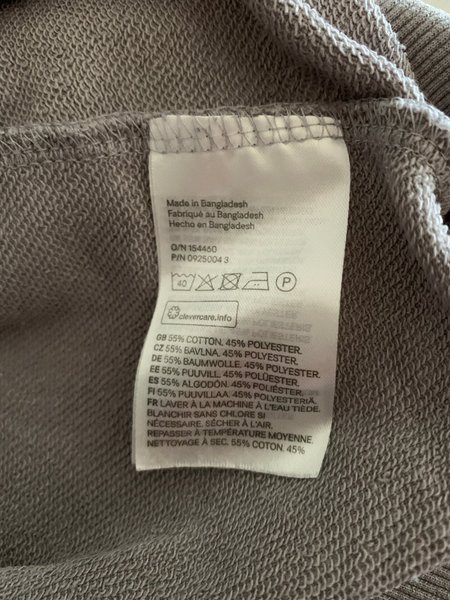 Made in Bangladesh
Fabriqué au Bangladesh
Hecho en Bangladesh
O/N 154460
P/N 0925004 3
40 P
clevercare.info
GB 55% COTTON. 45% POLYESTER.
CZ 55% BAVLNA. 45% POLYESTER.
DE 55% BAUMWOLLE. 45% POLYESTER.
EE 55% PUUVILL. 45% POLÜESTER.
ES 55% ALGODÓN. 45% POLIÉSTER.
FI 55% PUUVILLAA. 45% POLYESTERIÄ.
FR LAVER À LA MACHINE À L'EAU TIÈDE.
BLANCHIR SANS CHLORE SI
NÉCESSAIRE. SÉCHER À L'AIR.
REPASSER À TEMPÉRATURE MOYENNE.
NETTOYAGE À SEC. 55% COTON. 45%